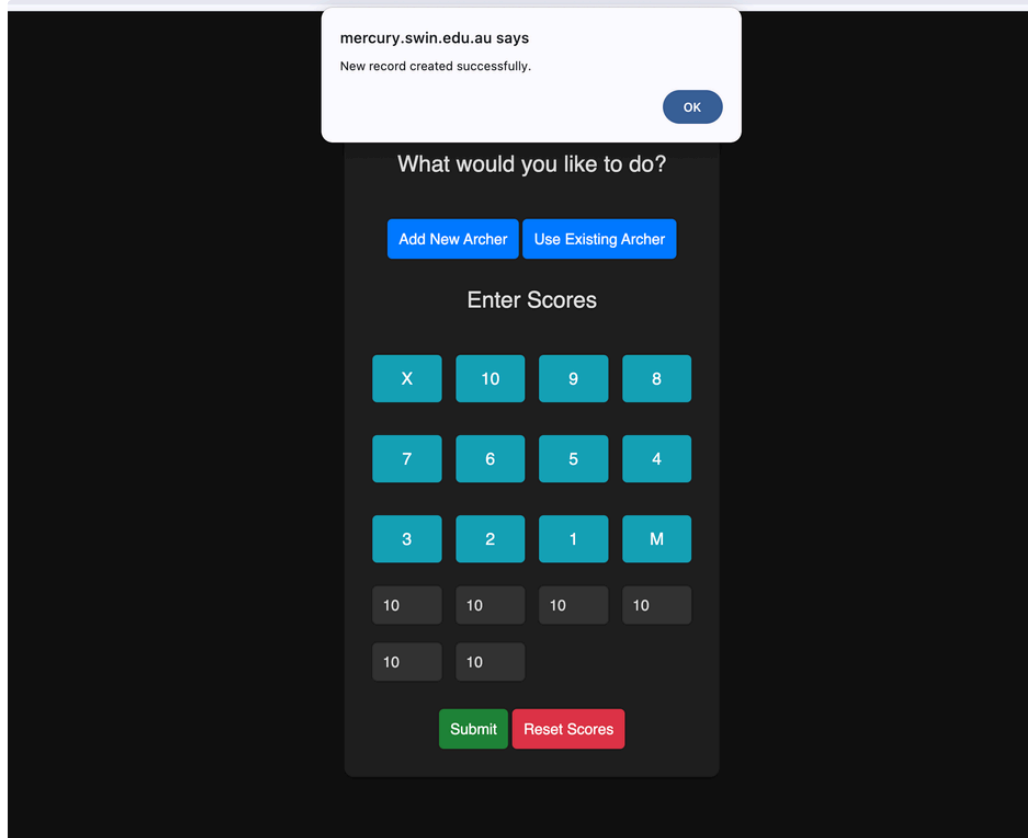 mercury.swin.edu.au says
New record created successfully.
OK
What would you like to do?
Add New Archer Use Existing Archer
Enter Scores
X 10 9 8
7 6 5 4
3 2 1 M
10 10 10 10
10 10
Submit Reset Scores